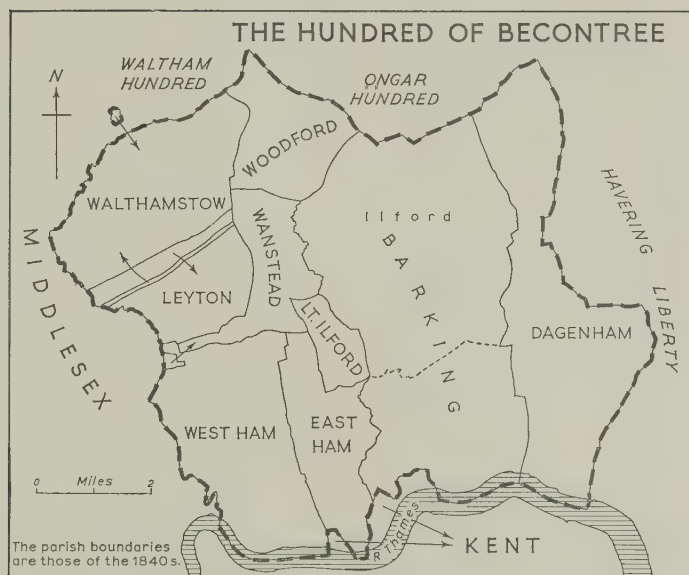 THE HUNDRED OF BECONTREE
N
WALTHAM
HUNDRED
ONGAR
HUNDRED
WOODFORD
WALTHAMSTOW
Ilford
HAVERING LIBERTY
WANSTEAD
MIDDLESEX
BARKING
LEYTON
LT. ILFORD
DAGENHAM
WEST HAM
EAST
HAM
0 Miles 2
R. Thames
KENT
The parish boundaries
are those of the 1840s.